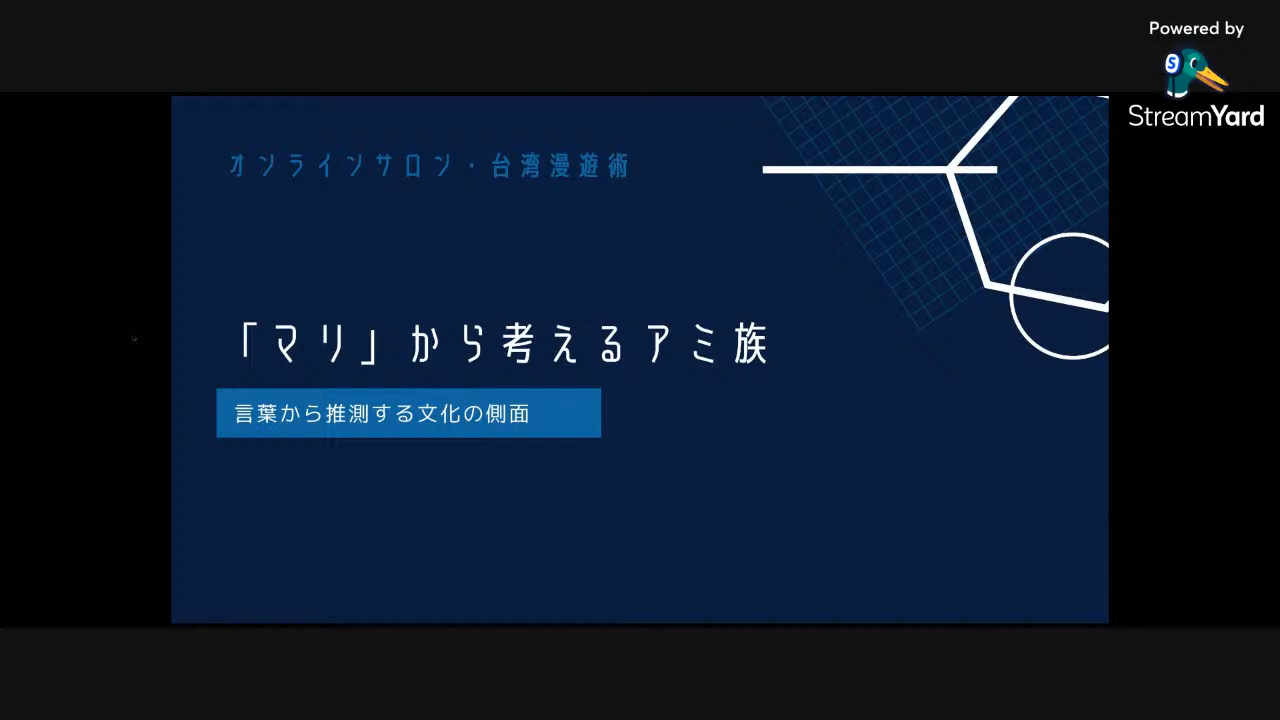 Powered by
StreamYard
オンラインサロン・台湾漫遊術
「マリ」から考えるアミ族
言葉から推測する文化の側面